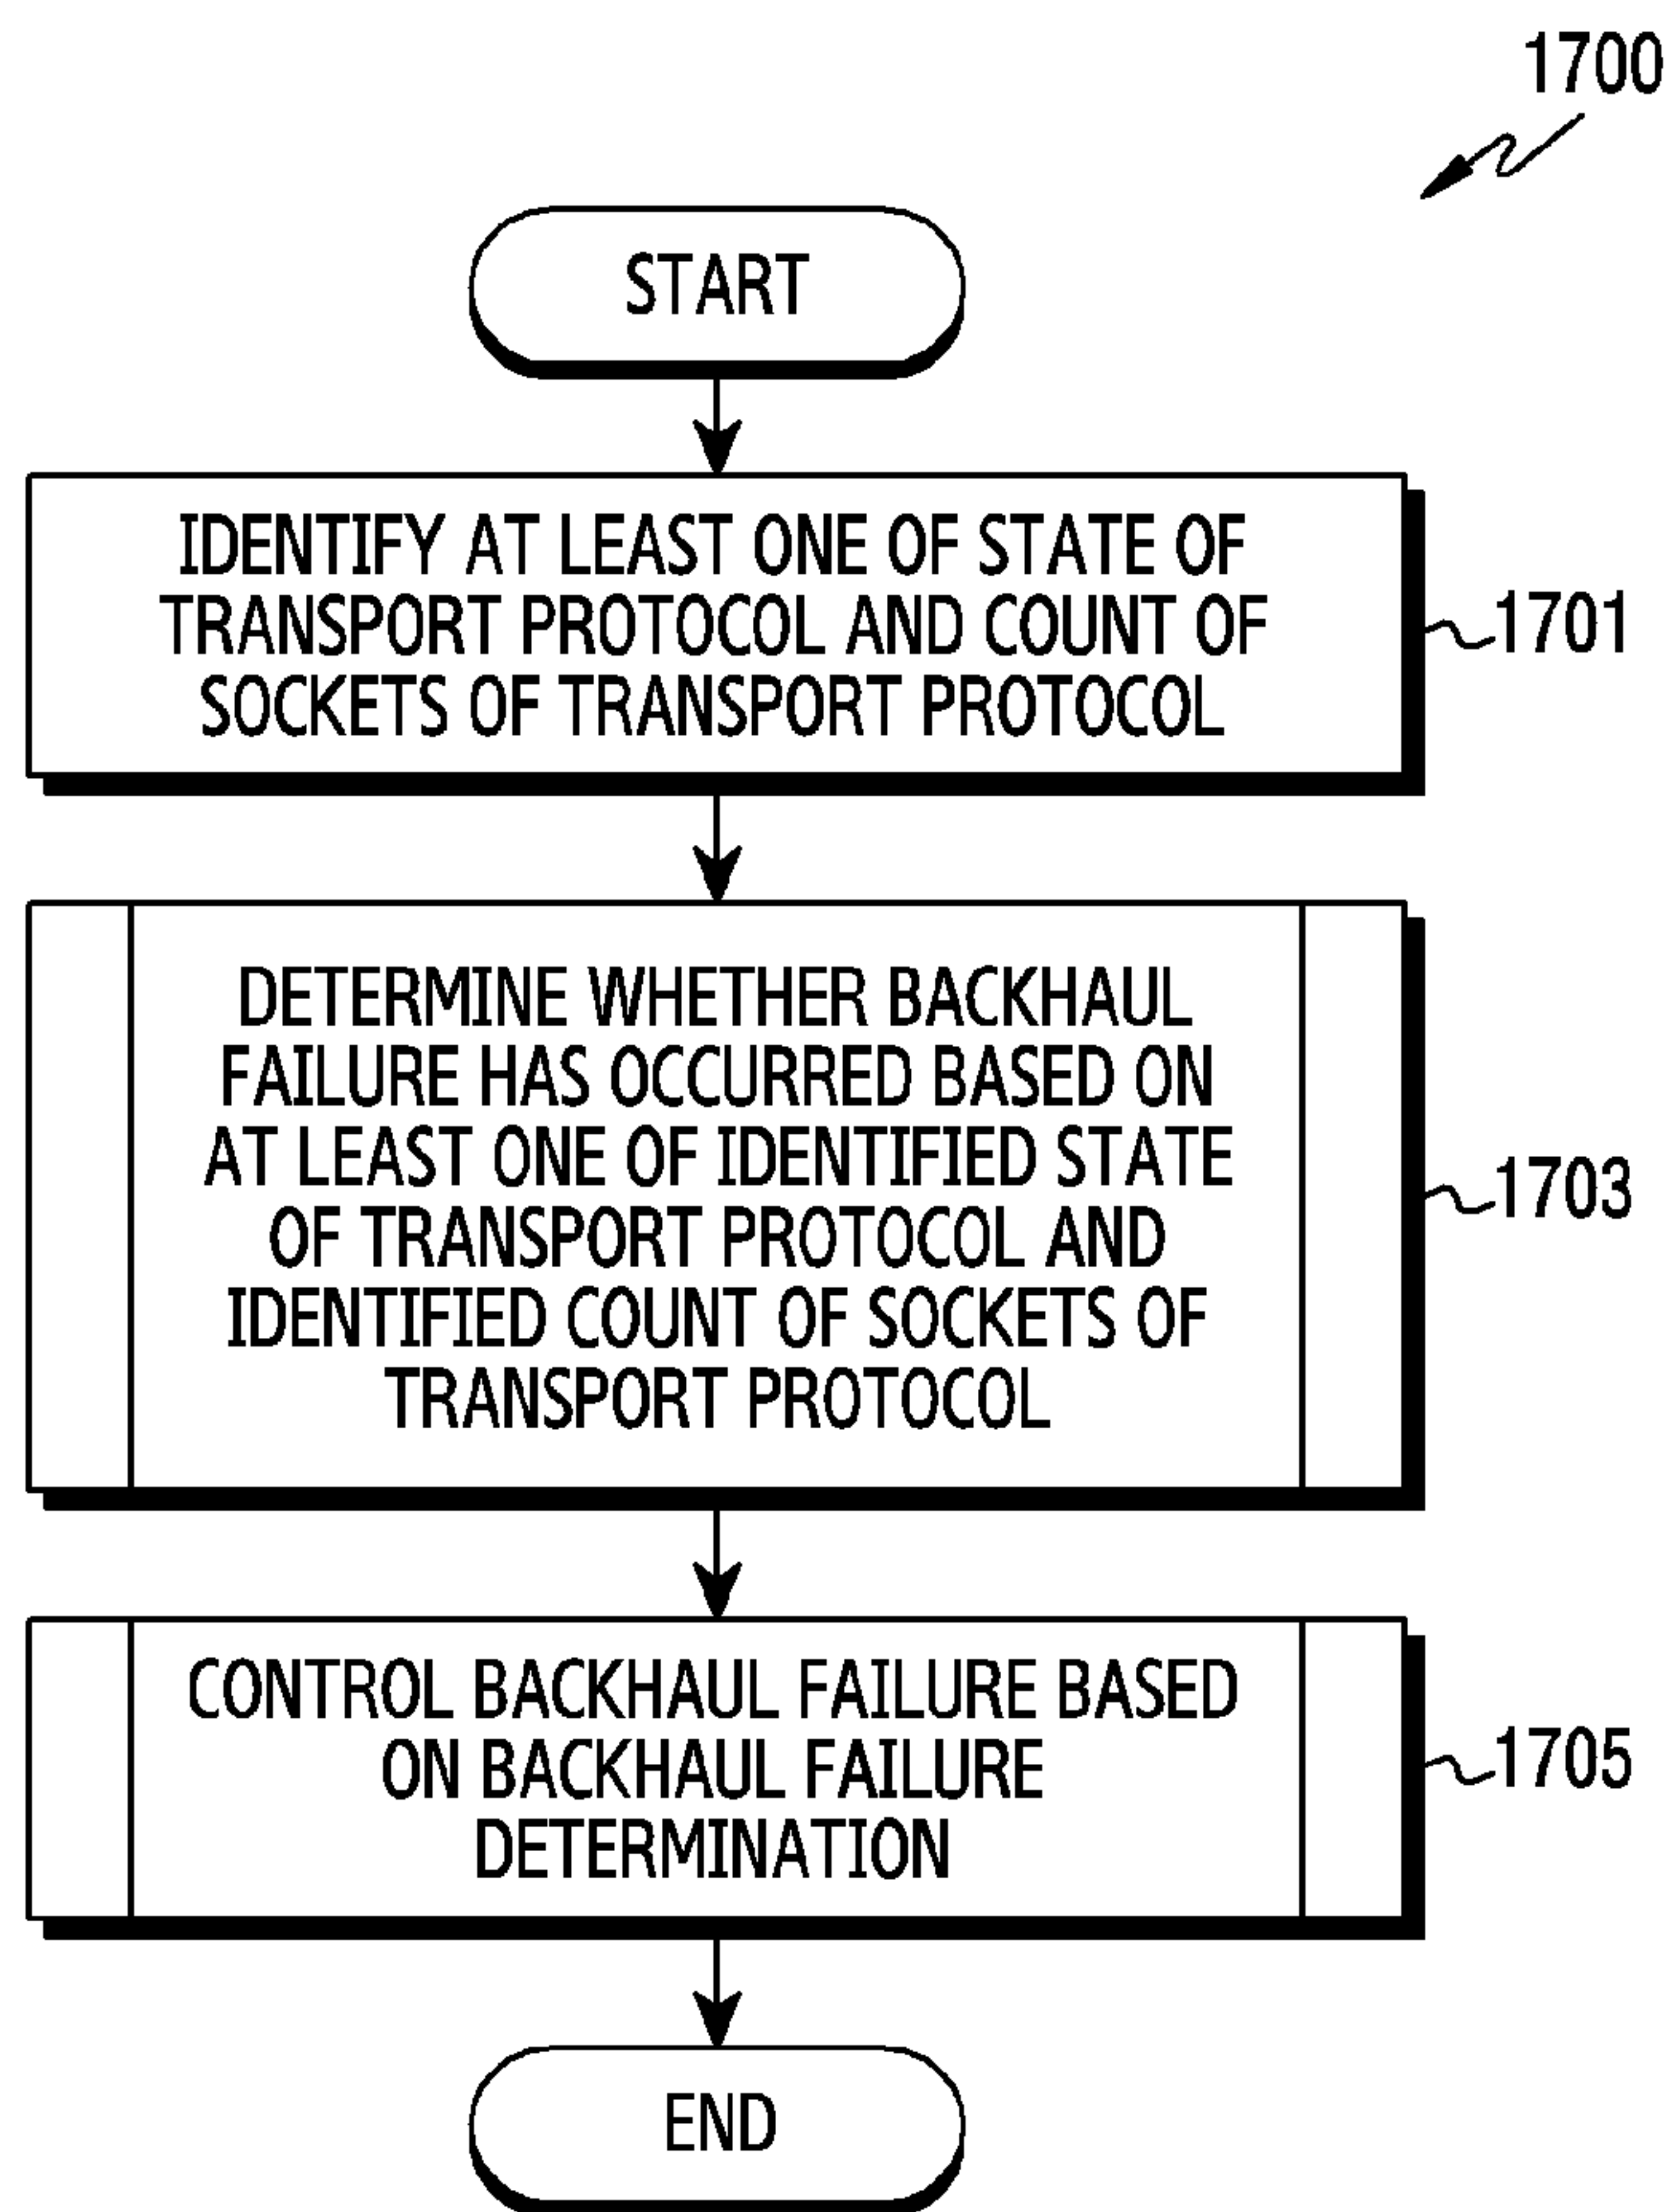 1700
START
IDENTIFY AT LEAST ONE OF STATE OF
TRANSPORT PROTOCOL AND COUNT OF
SOCKETS OF TRANSPORT PROTOCOL
1701
DETERMINE WHETHER BACKHAUL
FAILURE HAS OCCURRED BASED ON
AT LEAST ONE OF IDENTIFIED STATE
OF TRANSPORT PROTOCOL AND
IDENTIFIED COUNT OF SOCKETS OF
TRANSPORT PROTOCOL
1703
CONTROL BACKHAUL FAILURE BASED
ON BACKHAUL FAILURE
DETERMINATION
1705
END